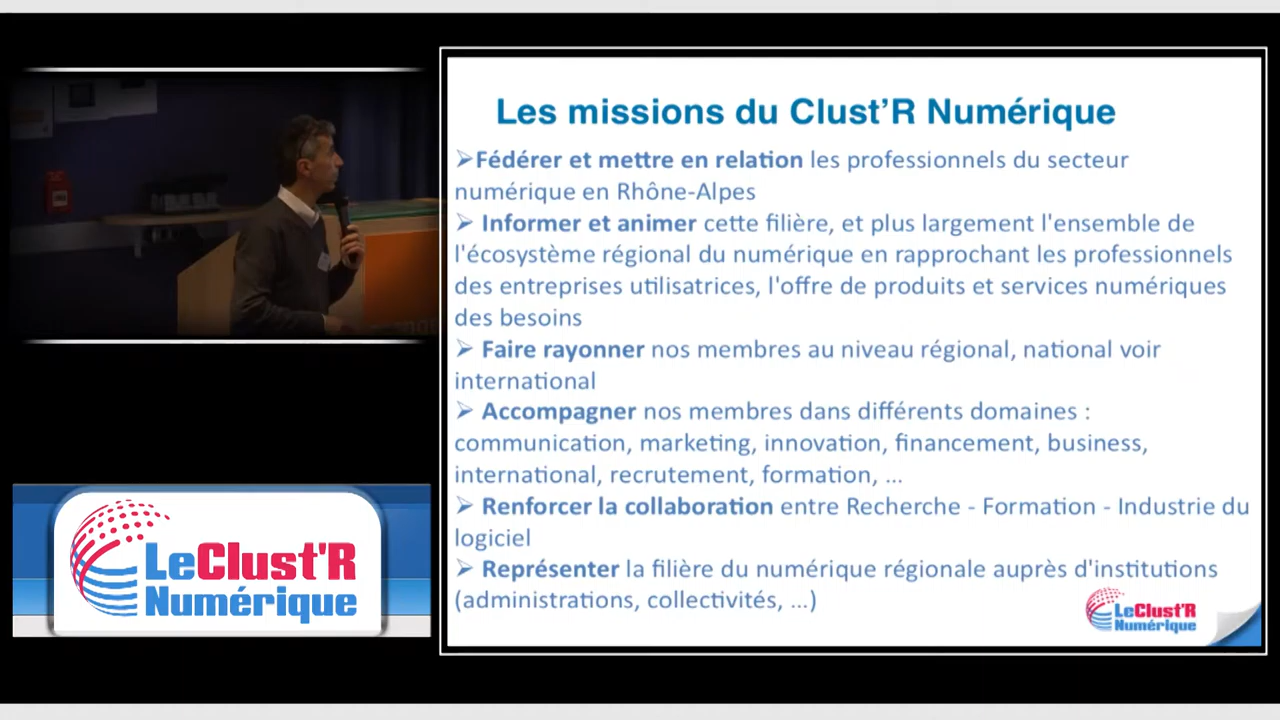 Les missions du Clust’R Numérique
➢Fédérer et mettre en relation les professionnels du secteur
numérique en Rhône-Alpes
➢ Informer et animer cette filière, et plus largement l'ensemble de
l'écosystème régional du numérique en rapprochant les professionnels
des entreprises utilisatrices, l'offre de produits et services numériques
des besoins
➢ Faire rayonner nos membres au niveau régional, national voir
international
➢ Accompagner nos membres dans différents domaines :
communication, marketing, innovation, financement, business,
international, recrutement, formation, ...
➢ Renforcer la collaboration entre Recherche - Formation - Industrie du
logiciel
➢ Représenter la filière du numérique régionale auprès d'institutions
(administrations, collectivités, ...)
LeClust'R
Numérique
LeClust'R
Numérique